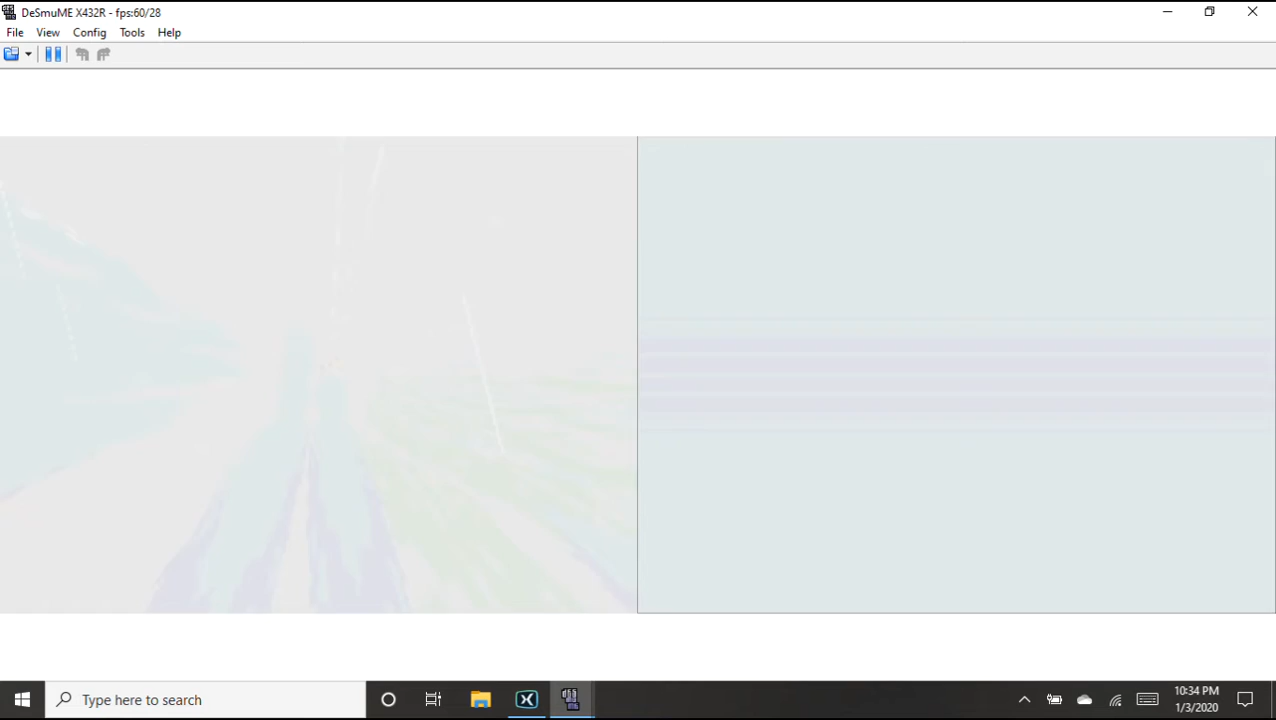 DeSmuME X432R - fps:60/28
File View Config Tools Help
Type here to search
10:34 PM
1/3/2020